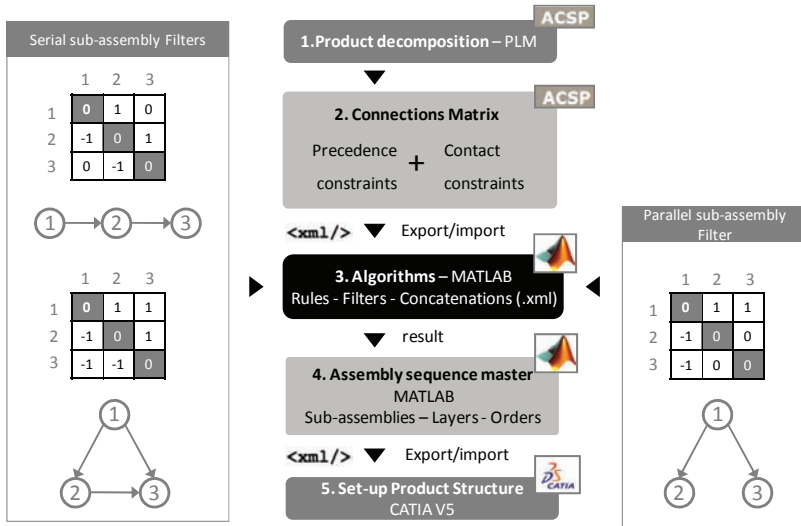 Serial sub-assembly Filters
1 2 3
1 0 1 0
2 -1 0 1
3 0 -1 0
1 2 3
1 2 3
1 0 1 1
2 -1 0 1
3 -1 -1 0
1
2 3
ACSP
1.Product decomposition – PLM
ACSP
2. Connections Matrix
Precedence + Contact
constraints constraints
<xml/> Export/import
3. Algorithms – MATLAB
Rules - Filters - Concatenations (.xml)
result
4. Assembly sequence master
MATLAB
Sub-assemblies – Layers - Orders
<xml/> Export/import
5. Set-up Product Structure
CATIA V5
CATIA
Parallel sub-assembly
Filter
1 2 3
1 0 1 1
2 -1 0 0
3 -1 0 0
1
2 3